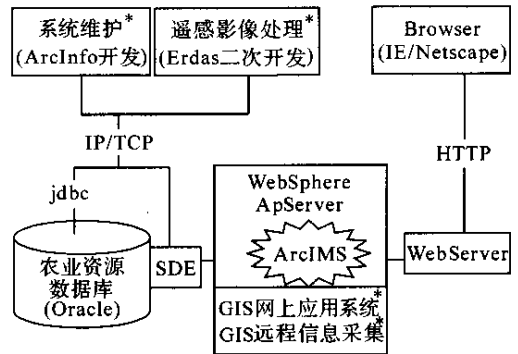 系统维护*
(ArcInfo开发)
遥感影像处理*
(Erdas二次开发)
Browser
(IE/Netscape)
IP/TCP
HTTP
jdbc
WebSphere
ApServer
ArcIMS
WebServer
农业资源
数据库
(Oracle)
SDE
GIS网上应用系统*
GIS远程信息采集*